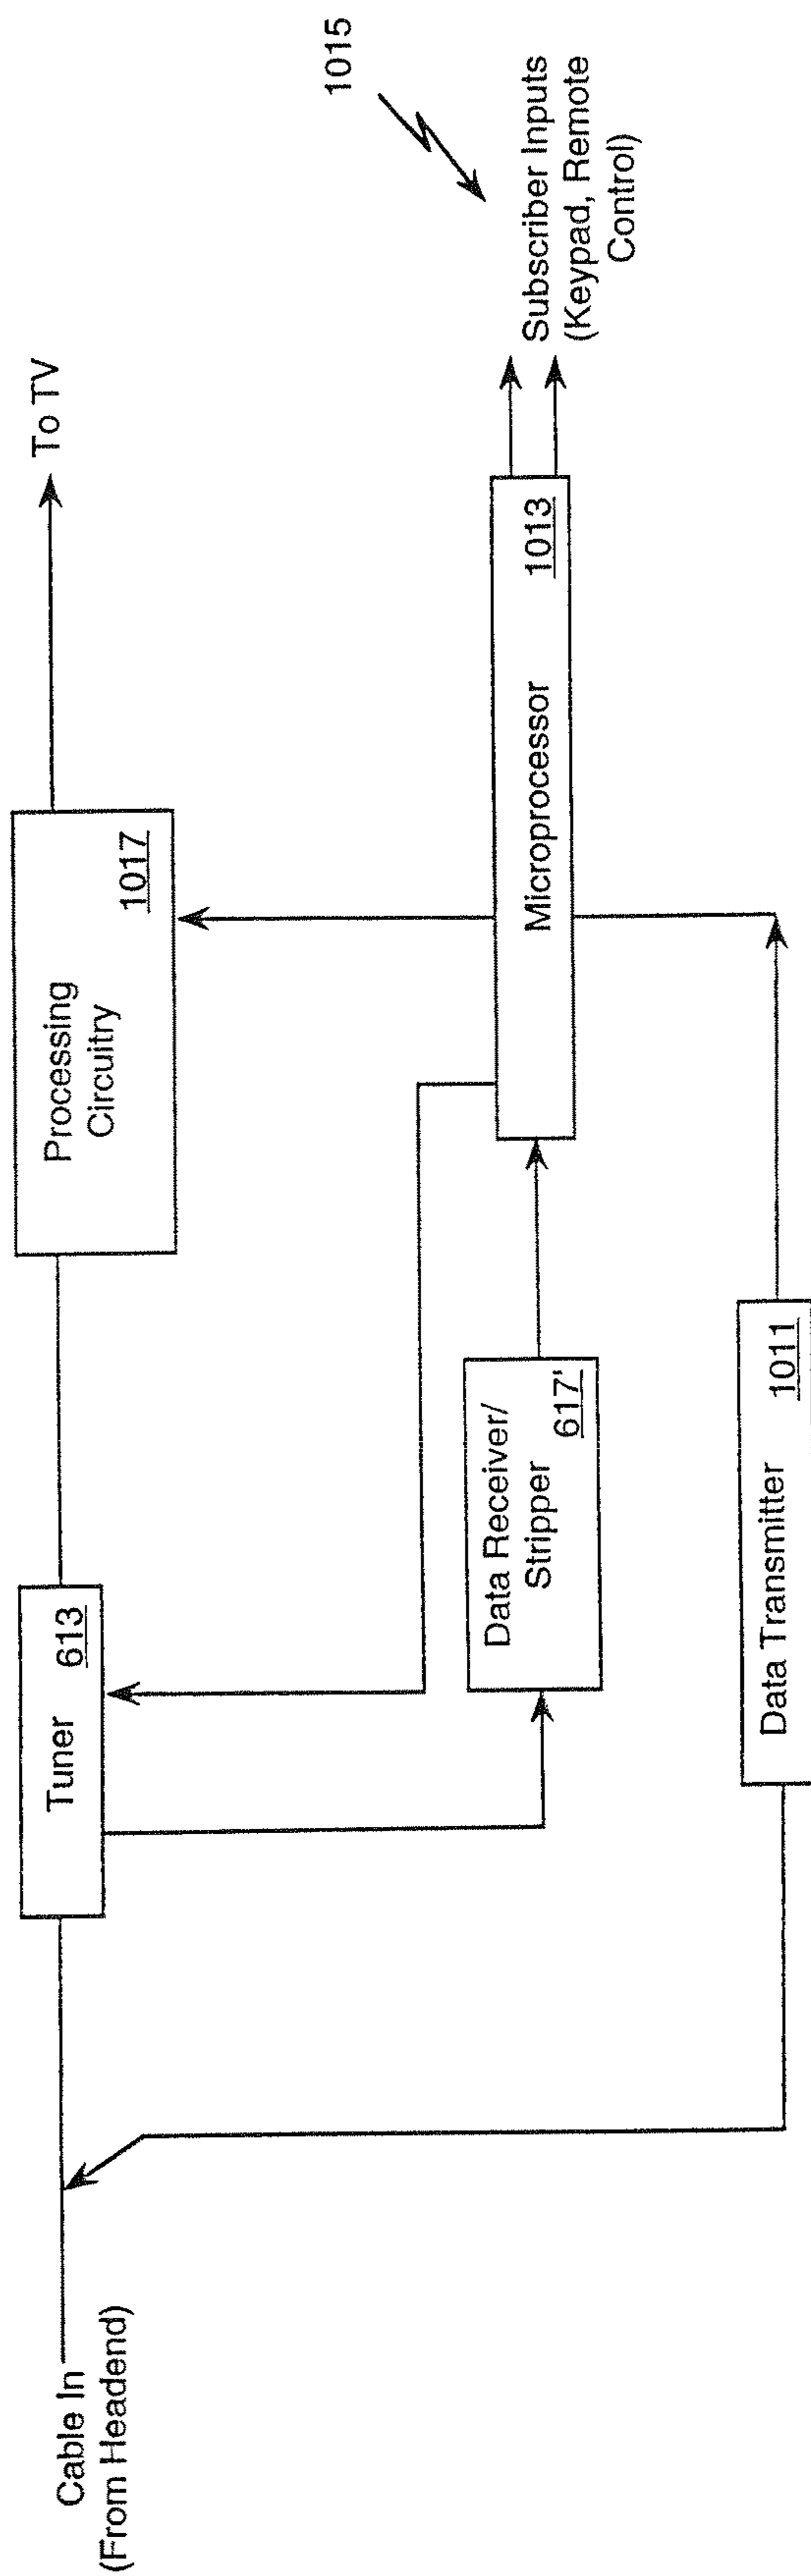 Cable In
(From Headend)
Tuner
613
Processing
Circuitry
1017
To TV
1015
Data Receiver/
Stripper
617'
Microprocessor
1013
Subscriber Inputs
(Keypad, Remote
Control)
Data Transmitter
1011